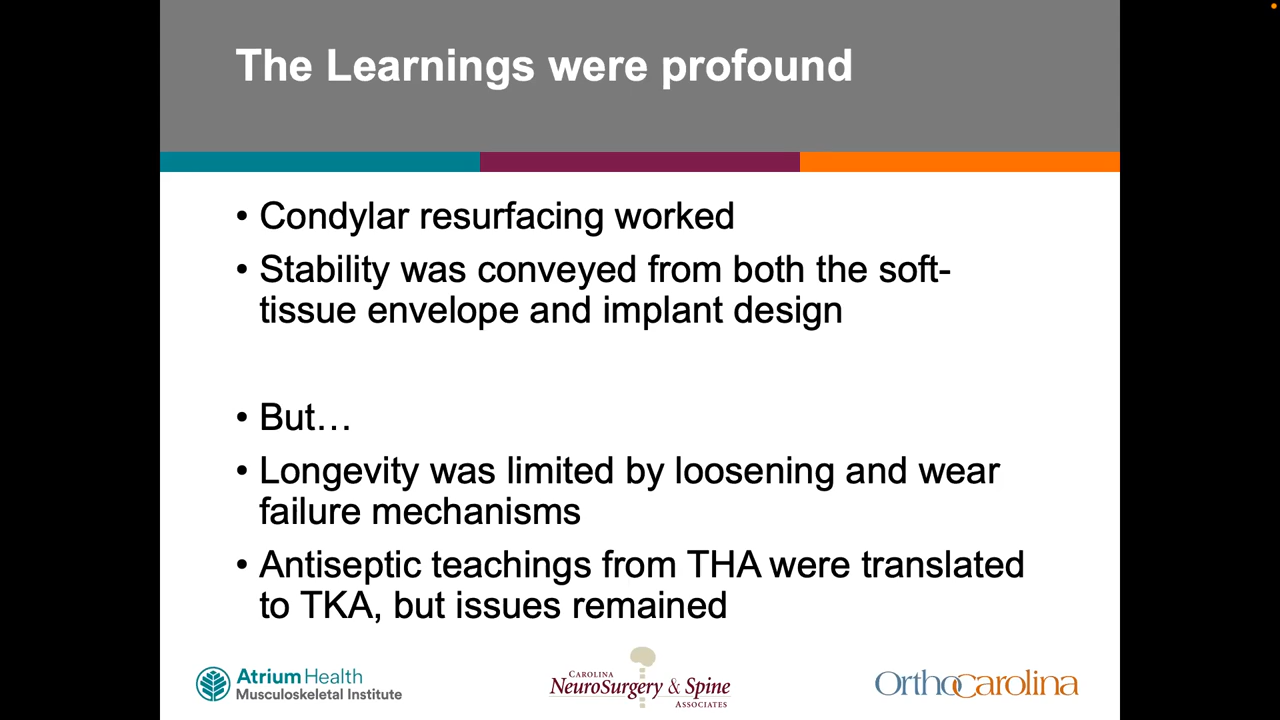 The Learnings were profound
• Condylar resurfacing worked
• Stability was conveyed from both the soft-
tissue envelope and implant design
• But…
• Longevity was limited by loosening and wear
failure mechanisms
• Antiseptic teachings from THA were translated
to TKA, but issues remained
Atrium Health
Musculoskeletal Institute
CAROLINA
NEUROSURGERY & SPINE
ASSOCIATES
OrthoCarolina